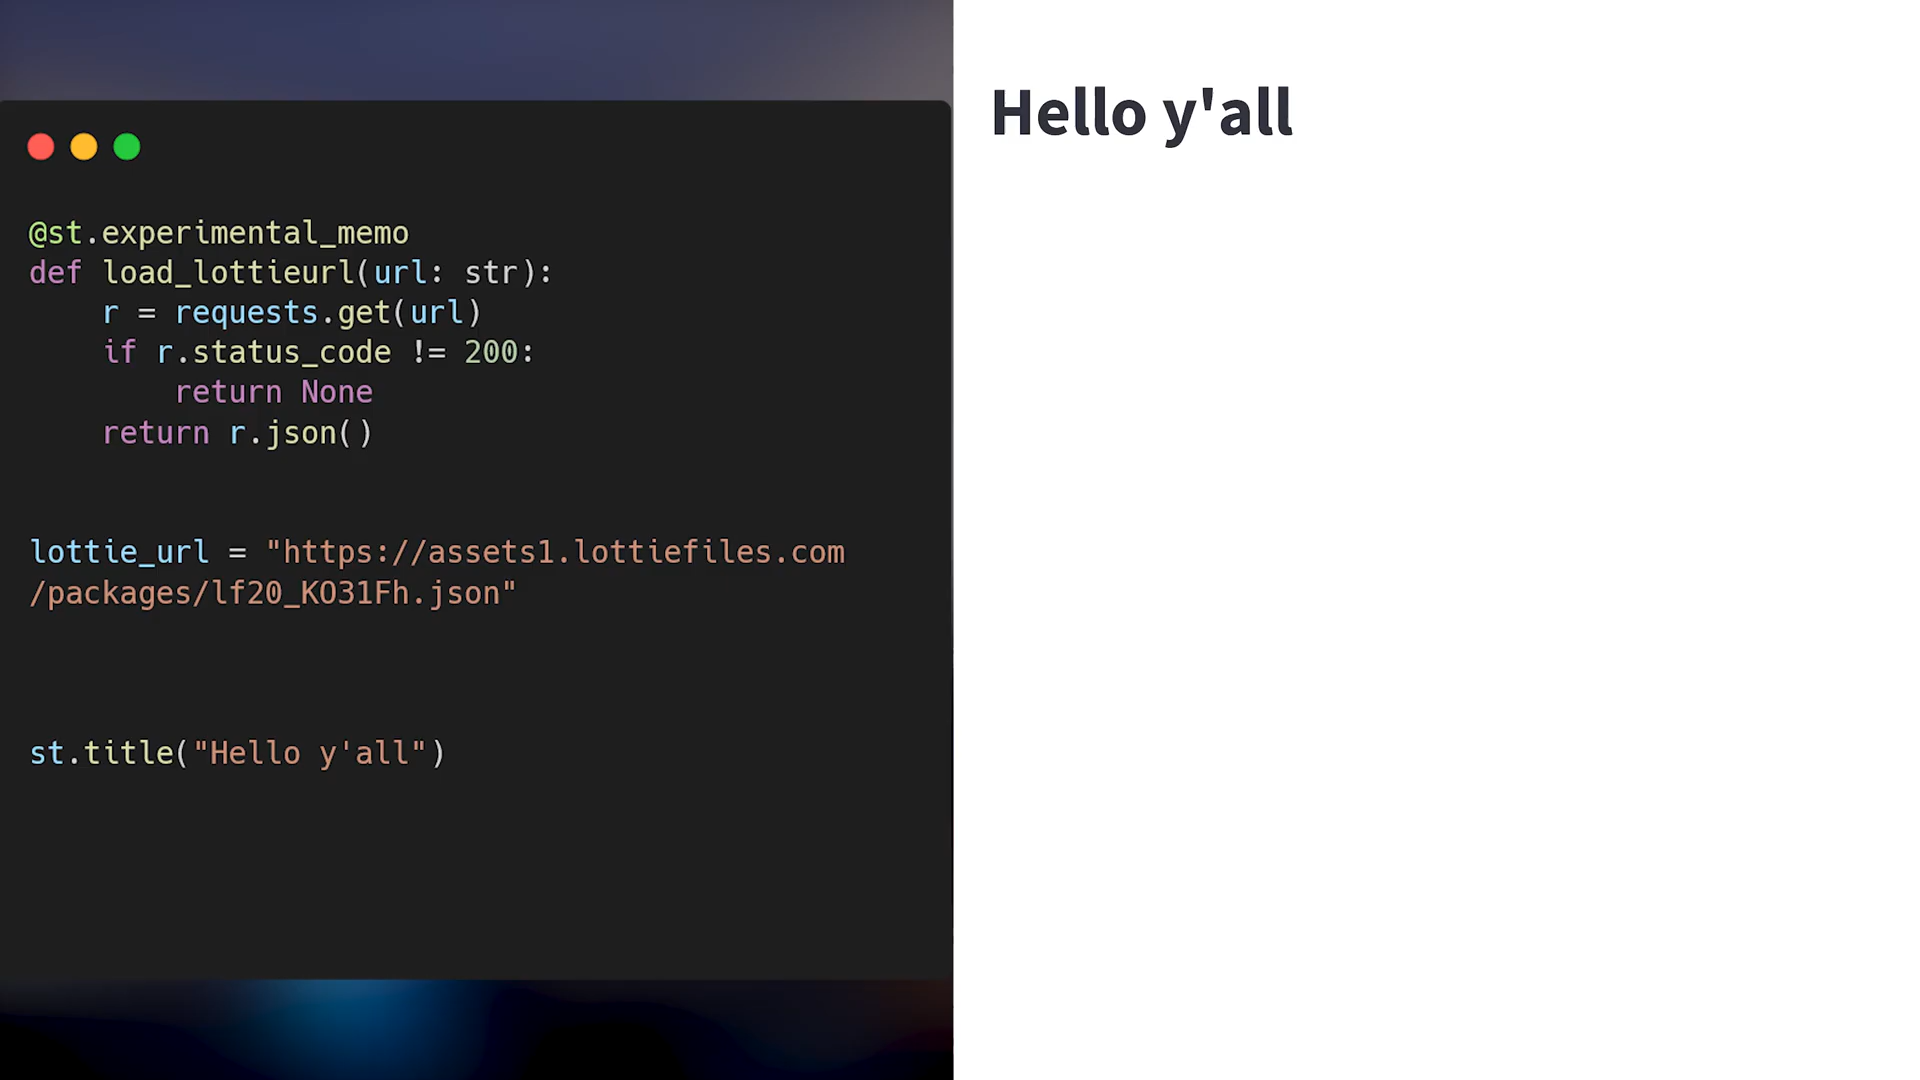 @st.experimental_memo
def load_lottieurl(url: str):
    r = requests.get(url)
    if r.status_code != 200:
        return None
    return r.json()
lottie_url = "https://assets1.lottiefiles.com
/packages/lf20_KO31Fh.json"
st.title("Hello y'all")
Hello y'all